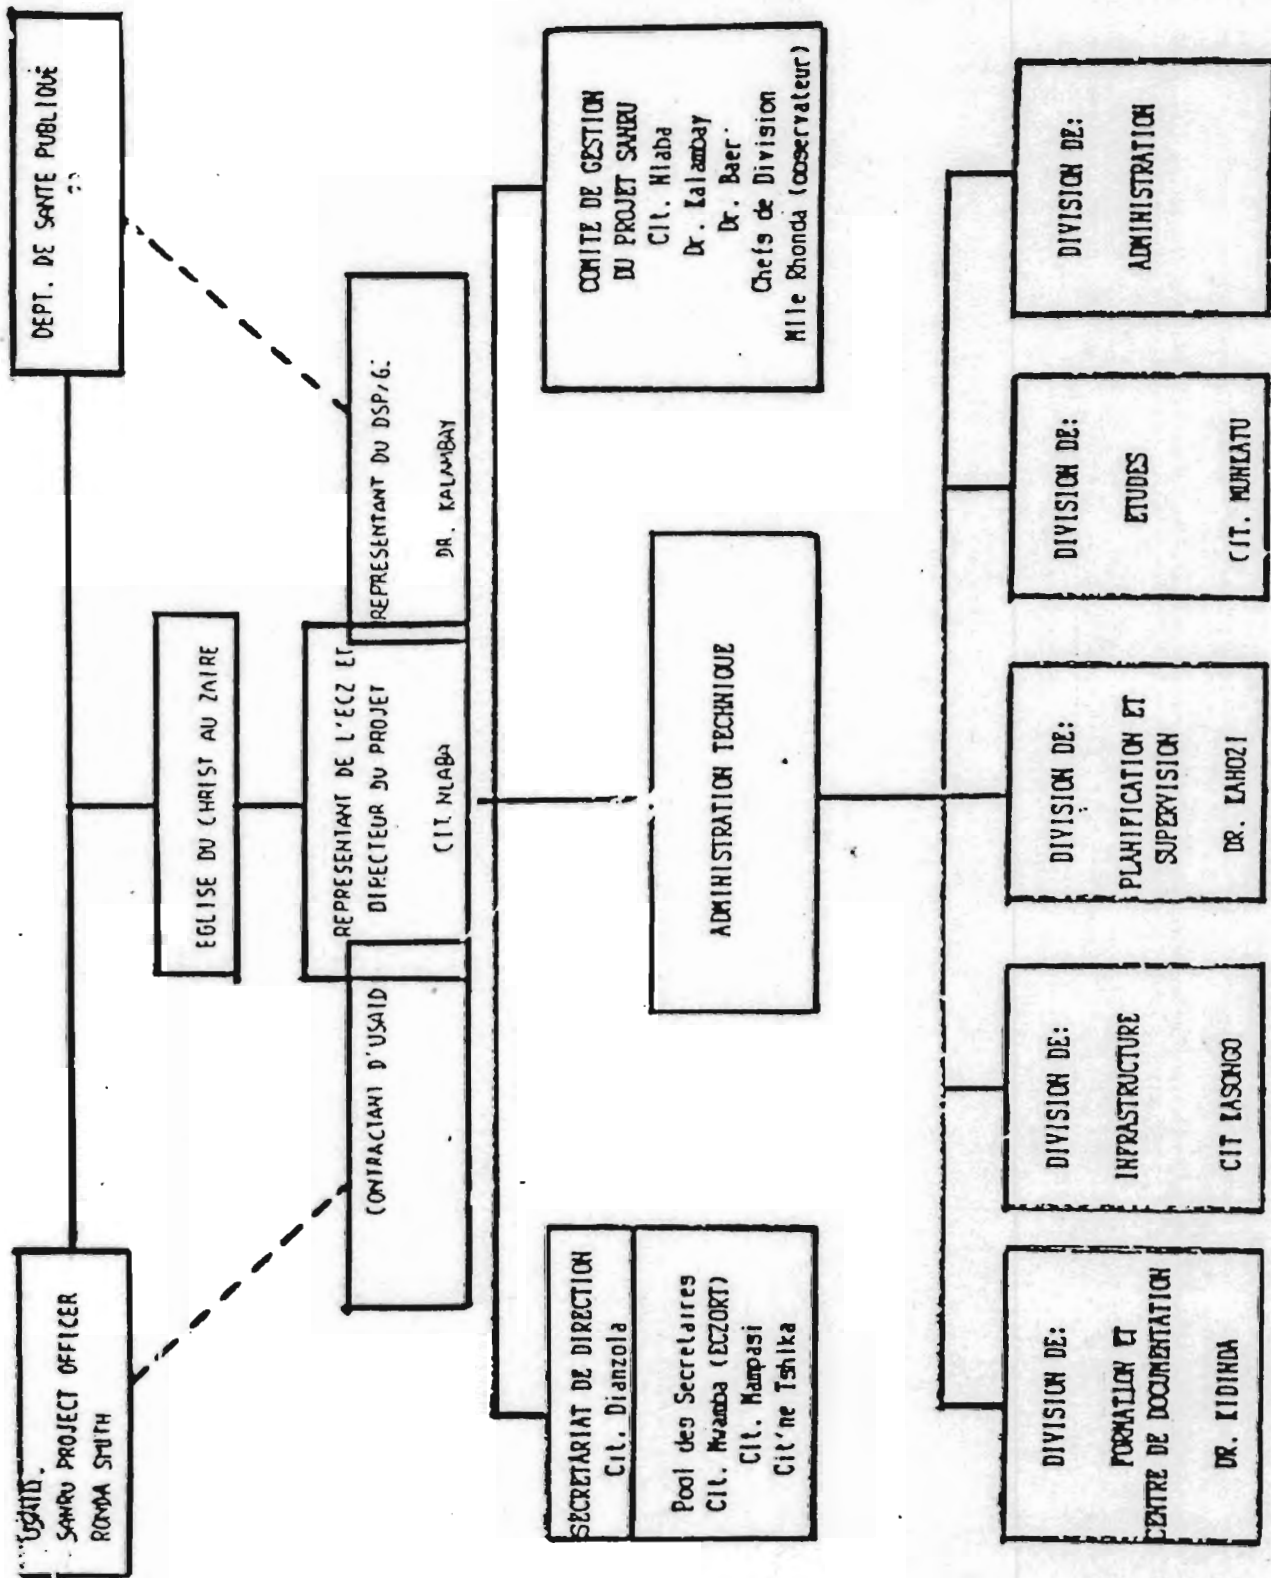 USAID.
SANRU PROJECT OFFICER
RONDA SMITH
DEPT. DE SANTE PUBLIQUE
EGLISE DU CHRIST AU ZAIRE
CONTRACTANT D'USAID
REPRESENTANT DE L'ECZ ET
DIRECTEUR DU PROJET
CIT. NLABA
REPRESENTANT DU DSP/G.
DR. KALAMBAY
SECRETARIAT DE DIRECTION
Cit. Dianzola
Pool des Secretaires
Cit. Mwamba (ECZORT)
Cit. Mampasi
Cit'ne Tshika
COMITE DE GESTION
DU PROJET SANRU
Cit. Nlaba
Dr. Kalambay
Dr. Baer
Chefs de Division
Mlle Rhonda (observateur)
ADMINISTRATION TECHNIQUE
DIVISION DE:
FORMATION ET
CENTRE DE DOCUMENTATION
DR. KIDINDA
DIVISION DE:
INFRASTRUCTURE
CIT KASONGO
DIVISION DE:
PLANIFICATION ET
SUPERVISION
DR. KAHOZI
DIVISION DE:
ETUDES
CIT. MUNKATU
DIVISION DE:
ADMINISTRATION